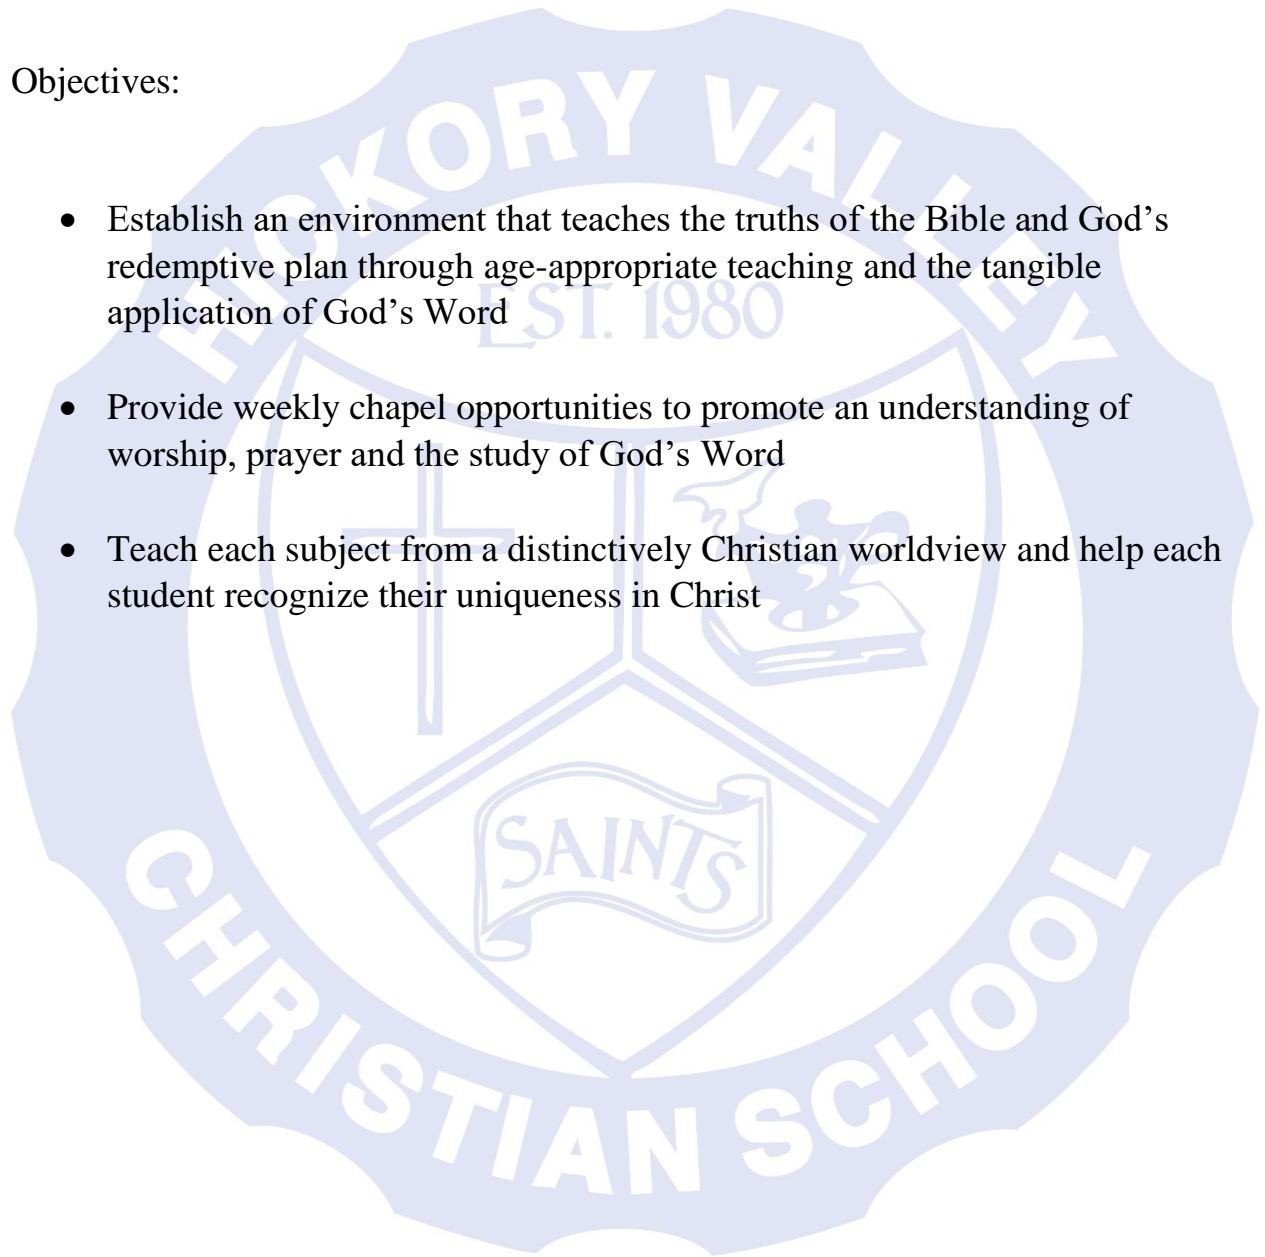 Objectives:
HICKORY VALLEY
• Establish an environment that teaches the truths of the Bible and God’s
redemptive plan through age-appropriate teaching and the tangible
application of God’s Word
EST. 1980
• Provide weekly chapel opportunities to promote an understanding of
worship, prayer and the study of God’s Word
• Teach each subject from a distinctively Christian worldview and help each
student recognize their uniqueness in Christ
SAINTS
CHRISTIAN SCHOOL